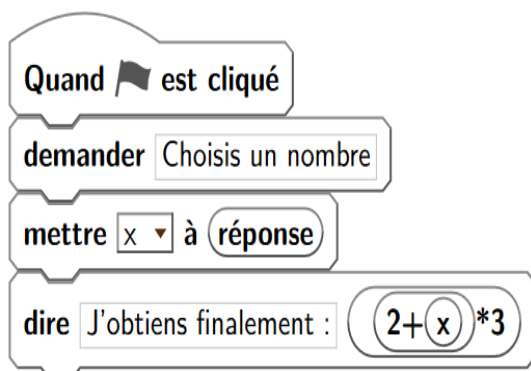 Quand est cliqué
demander Choisis un nombre
mettre x à réponse
dire J'obtiens finalement : 2+x*3